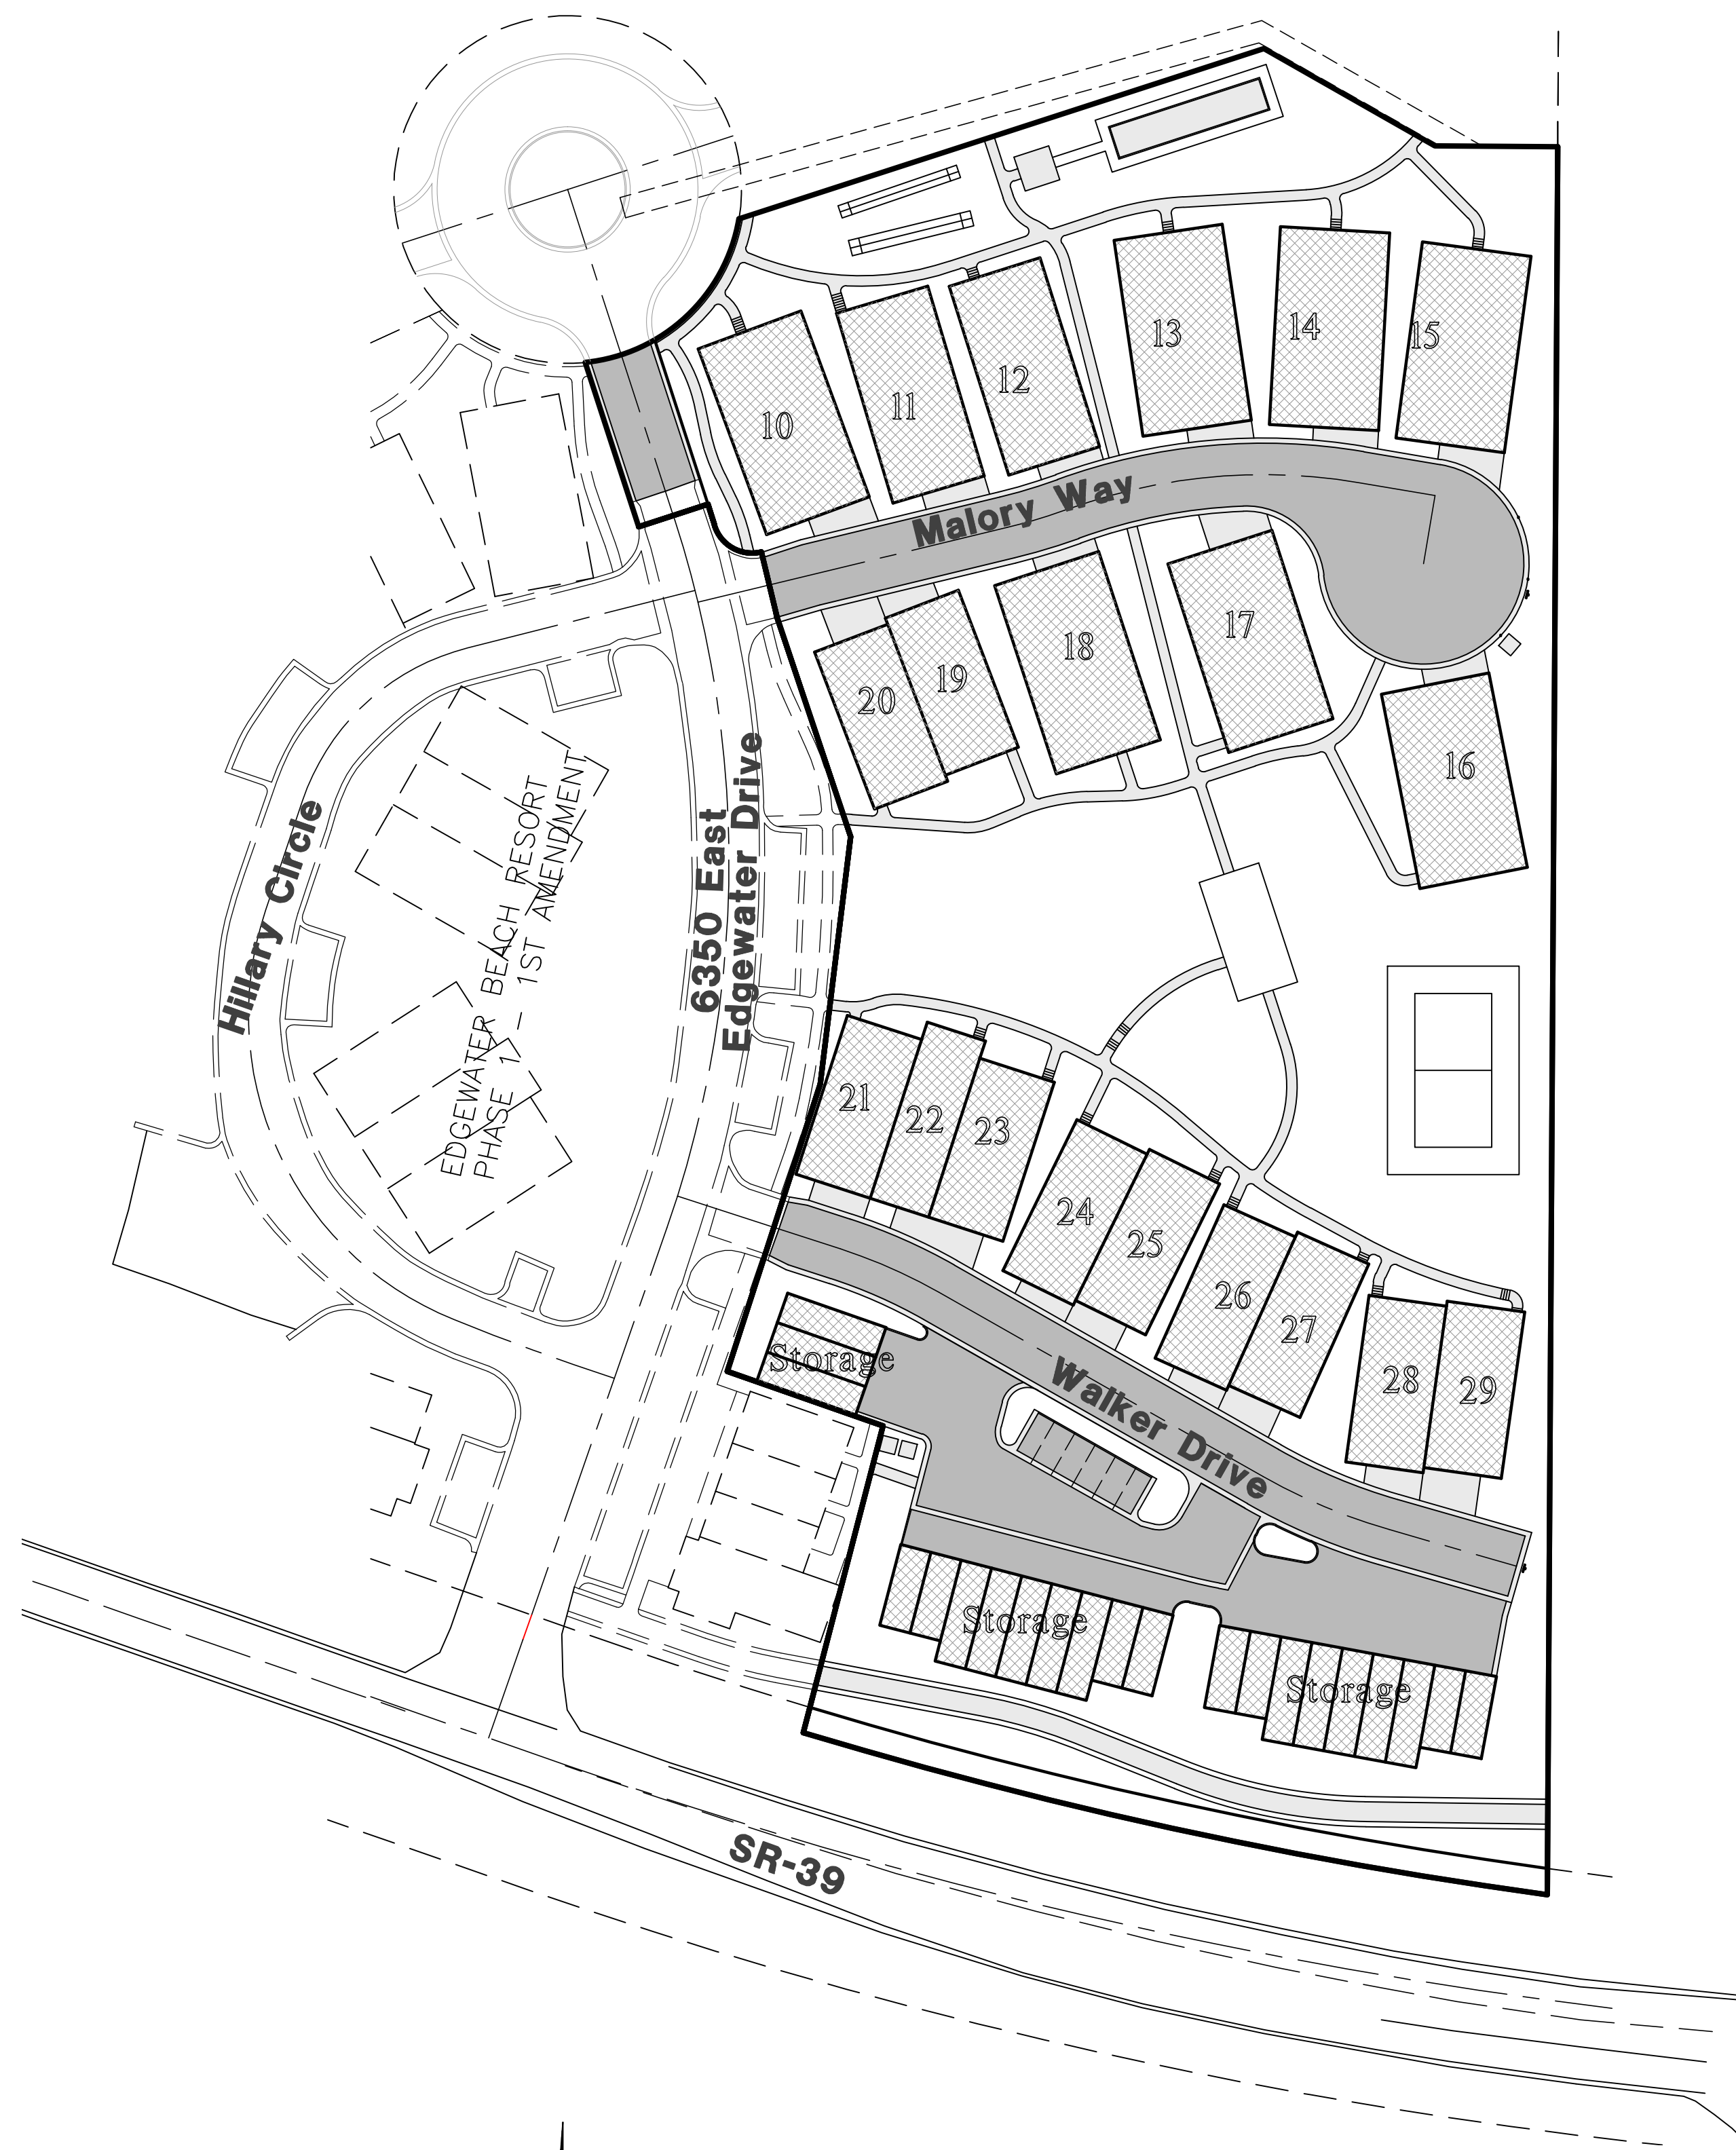 13
14
15
12
11
10
Malory Way
17
18
19
20
16
Hillary Circle
EDGEWATER BEACH RESORT
PHASE 1 - 1ST AMENDMENT
6350 East
Edgewater Drive
21
22
23
24
25
26
27
28
29
Storage
Walker Drive
Storage
Storage
SR-39